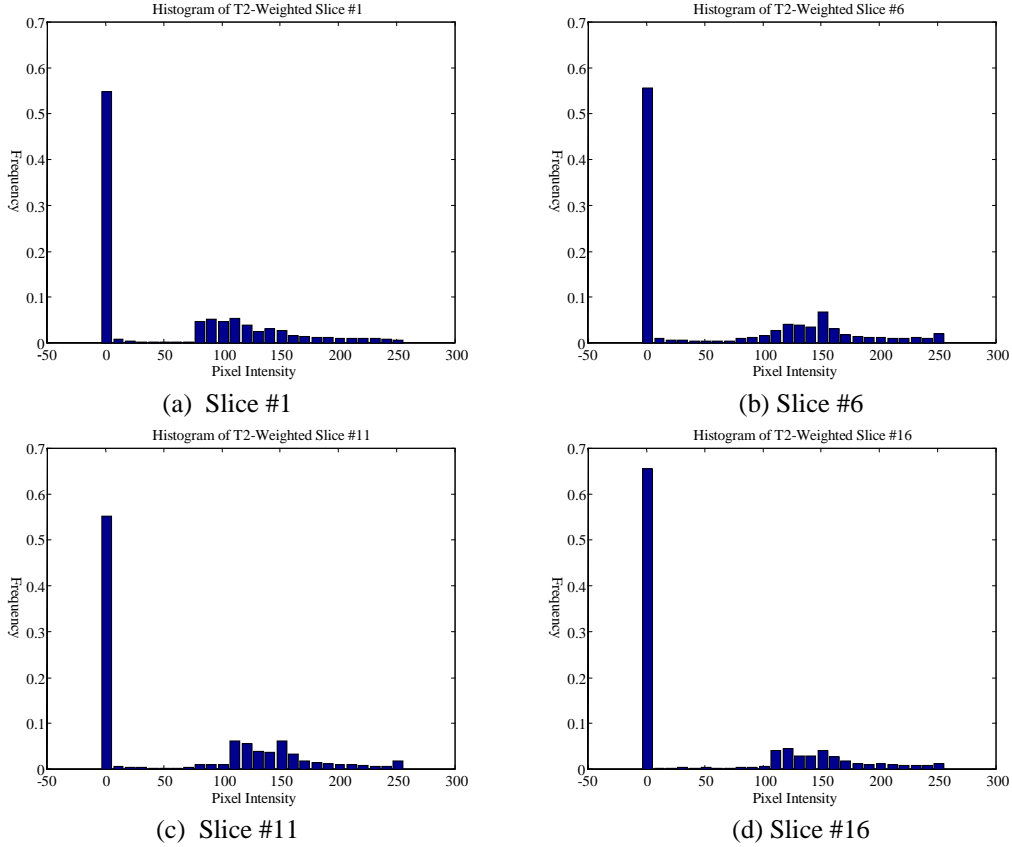 Histogram of T2-Weighted Slice #1
0.7
0.6
0.5
0.4
0.3
0.2
0.1
0
Frequency
-50 0 50 100 150 200 250 300
Pixel Intensity
(a) Slice #1
Histogram of T2-Weighted Slice #6
0.7
0.6
0.5
0.4
0.3
0.2
0.1
0
Frequency
-50 0 50 100 150 200 250 300
Pixel Intensity
(b) Slice #6
Histogram of T2-Weighted Slice #11
0.7
0.6
0.5
0.4
0.3
0.2
0.1
0
Frequency
-50 0 50 100 150 200 250 300
Pixel Intensity
(c) Slice #11
Histogram of T2-Weighted Slice #16
0.7
0.6
0.5
0.4
0.3
0.2
0.1
0
Frequency
-50 0 50 100 150 200 250 300
Pixel Intensity
(d) Slice #16